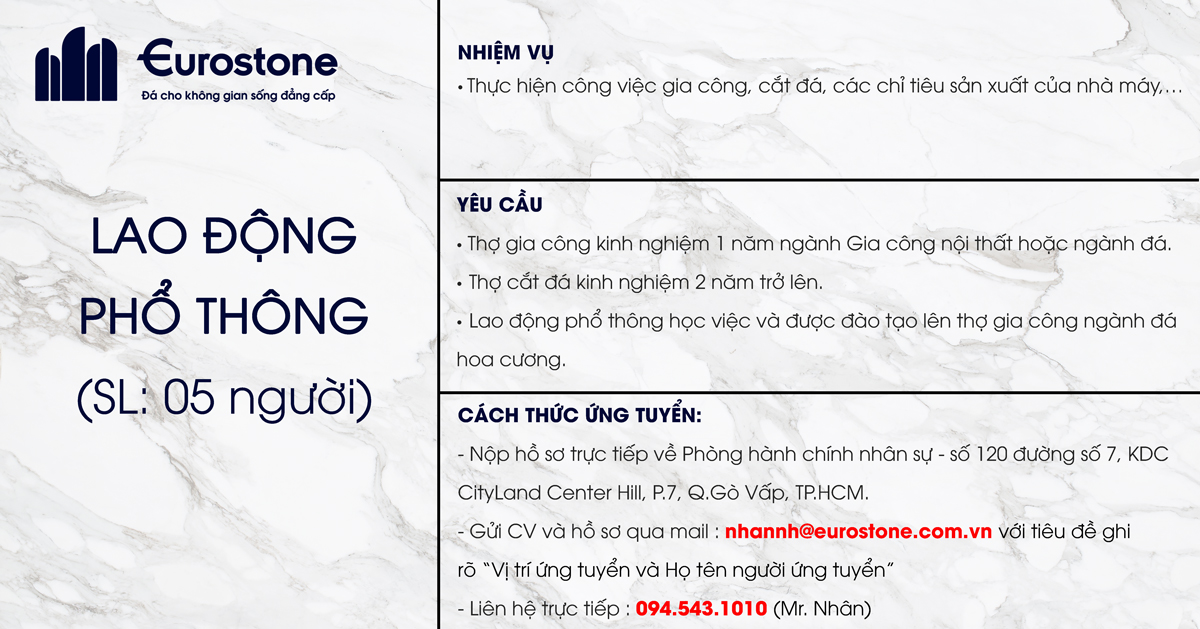 Eurostone
Đá cho không gian sống đẳng cấp
LAO ĐỘNG
PHỔ THÔNG
(SL: 05 người)
NHIỆM VỤ
• Thực hiện công việc gia công, cắt đá, các chỉ tiêu sản xuất của nhà máy,...
YÊU CẦU
• Thợ gia công kinh nghiệm 1 năm ngành Gia công nội thất hoặc ngành đá.
• Thợ cắt đá kinh nghiệm 2 năm trở lên.
• Lao động phổ thông học việc và được đào tạo lên thợ gia công ngành đá
hoa cương.
CÁCH THỨC ỨNG TUYỂN:
- Nộp hồ sơ trực tiếp về Phòng hành chính nhân sự - số 120 đường số 7, KDC
CityLand Center Hill, P.7, Q.Gò Vấp, TP.HCM.
- Gửi CV và hồ sơ qua mail : nhannh@eurostone.com.vn với tiêu đề ghi
rõ “Vị trí ứng tuyển và Họ tên người ứng tuyển”
- Liên hệ trực tiếp : 094.543.1010 (Mr. Nhân)